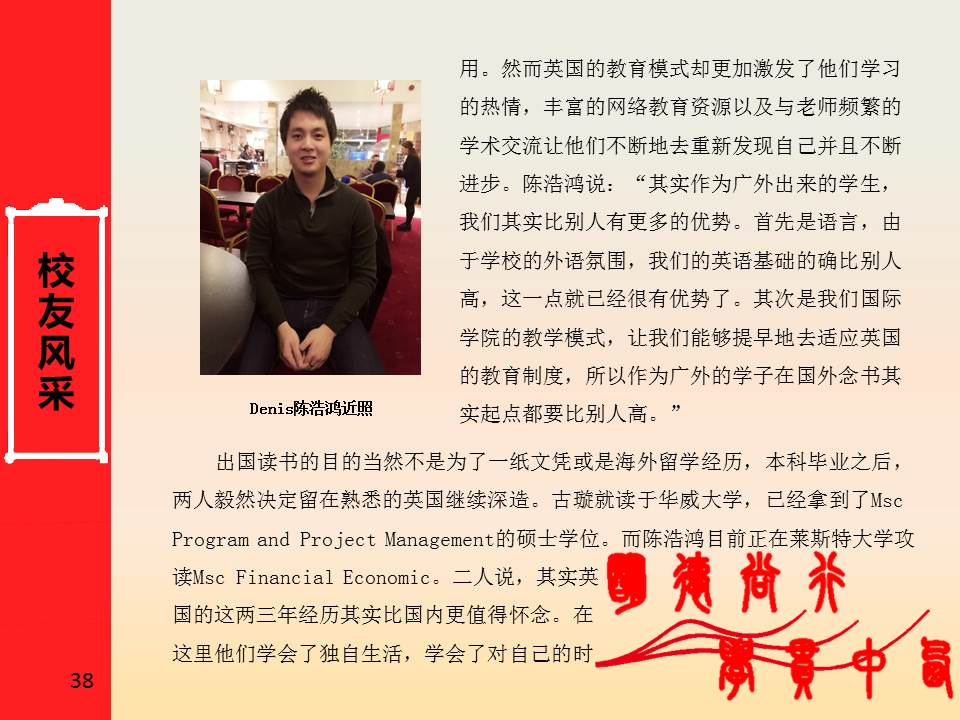 校友风采
用。然而英国的教育模式却更加激发了他们学习
的热情，丰富的网络教育资源以及与老师频繁的
学术交流让他们不断地去重新发现自己并且不断
进步。陈浩鸿说：“其实作为广外出来的学生，
我们其实比别人有更多的优势。首先是语言，由
于学校的外语氛围，我们的英语基础的确比别人
高，这一点就已经很有优势了。其次是我们国际
学院的教学模式，让我们能够提早地去适应英国
的教育制度，所以作为广外的学子在国外念书其
实起点都要比别人高。”
Denis陈浩鸿近照
出国读书的目的当然不是为了一纸文凭或是海外留学经历，本科毕业之后，
两人毅然决定留在熟悉的英国继续深造。古璇就读于华威大学，已经拿到了Msc
Program and Project Management的硕士学位。而陈浩鸿目前正在莱斯特大学攻
读Msc Financial Economic。二人说，其实英
国的这两三年经历其实比国内更值得怀念。在
这里他们学会了独自生活，学会了对自己的时
明德尚行
學貫中西
38